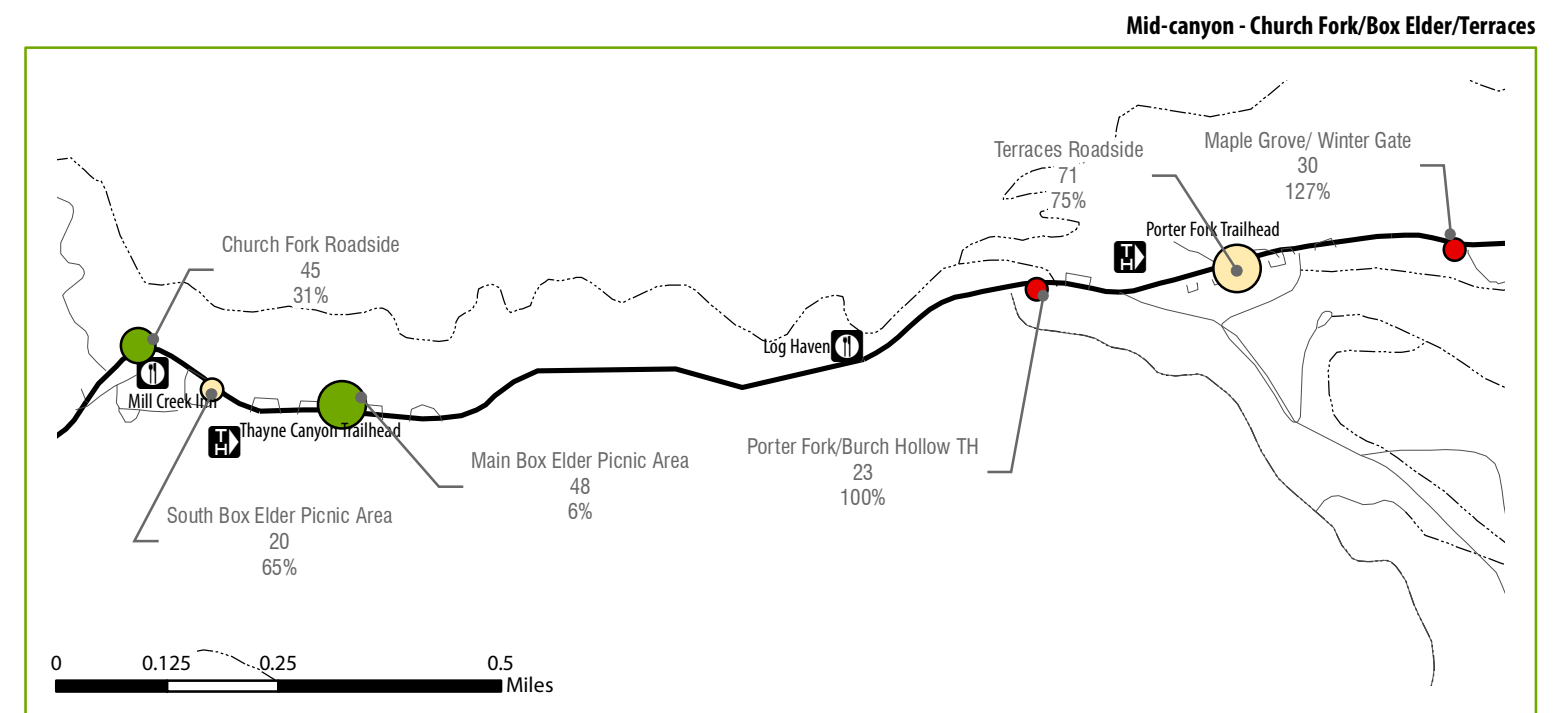 Mid-canyon - Church Fork/Box Elder/Terraces
Terraces Roadside
71
75%
Maple Grove/ Winter Gate
30
127%
Porter Fork Trailhead
TH
Church Fork Roadside
45
31%
Log Haven
Mill Creek Inn
Thayne Canyon Trailhead
TH
Main Box Elder Picnic Area
48
6%
Porter Fork/Burch Hollow TH
23
100%
South Box Elder Picnic Area
20
65%
0 0.125 0.25 0.5
Miles